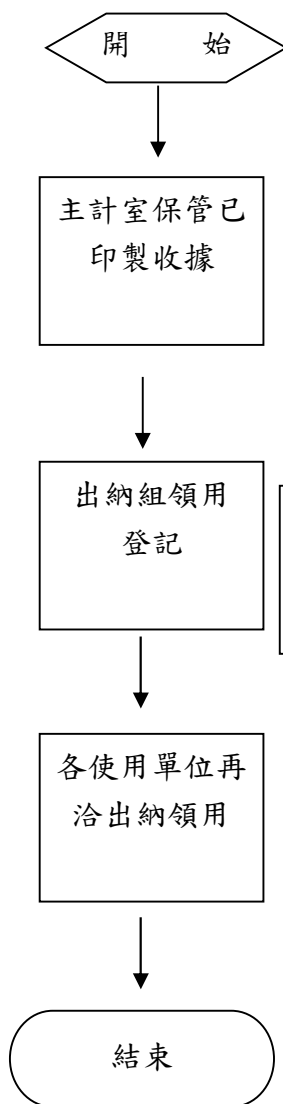 開 始
主計室保管已
印製收據
出納組領用
登記
各使用單位再
洽出納領用
結束